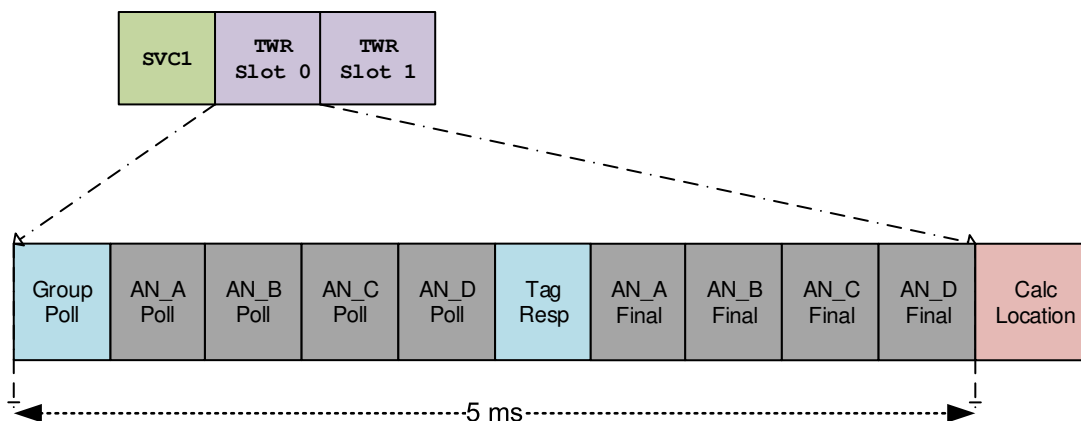 SVC1
TWR
Slot 0
TWR
Slot 1
Group
Poll
AN_A
Poll
AN_B
Poll
AN_C
Poll
AN_D
Poll
Tag
Resp
AN_A
Final
AN_B
Final
AN_C
Final
AN_D
Final
Calc
Location
5 ms